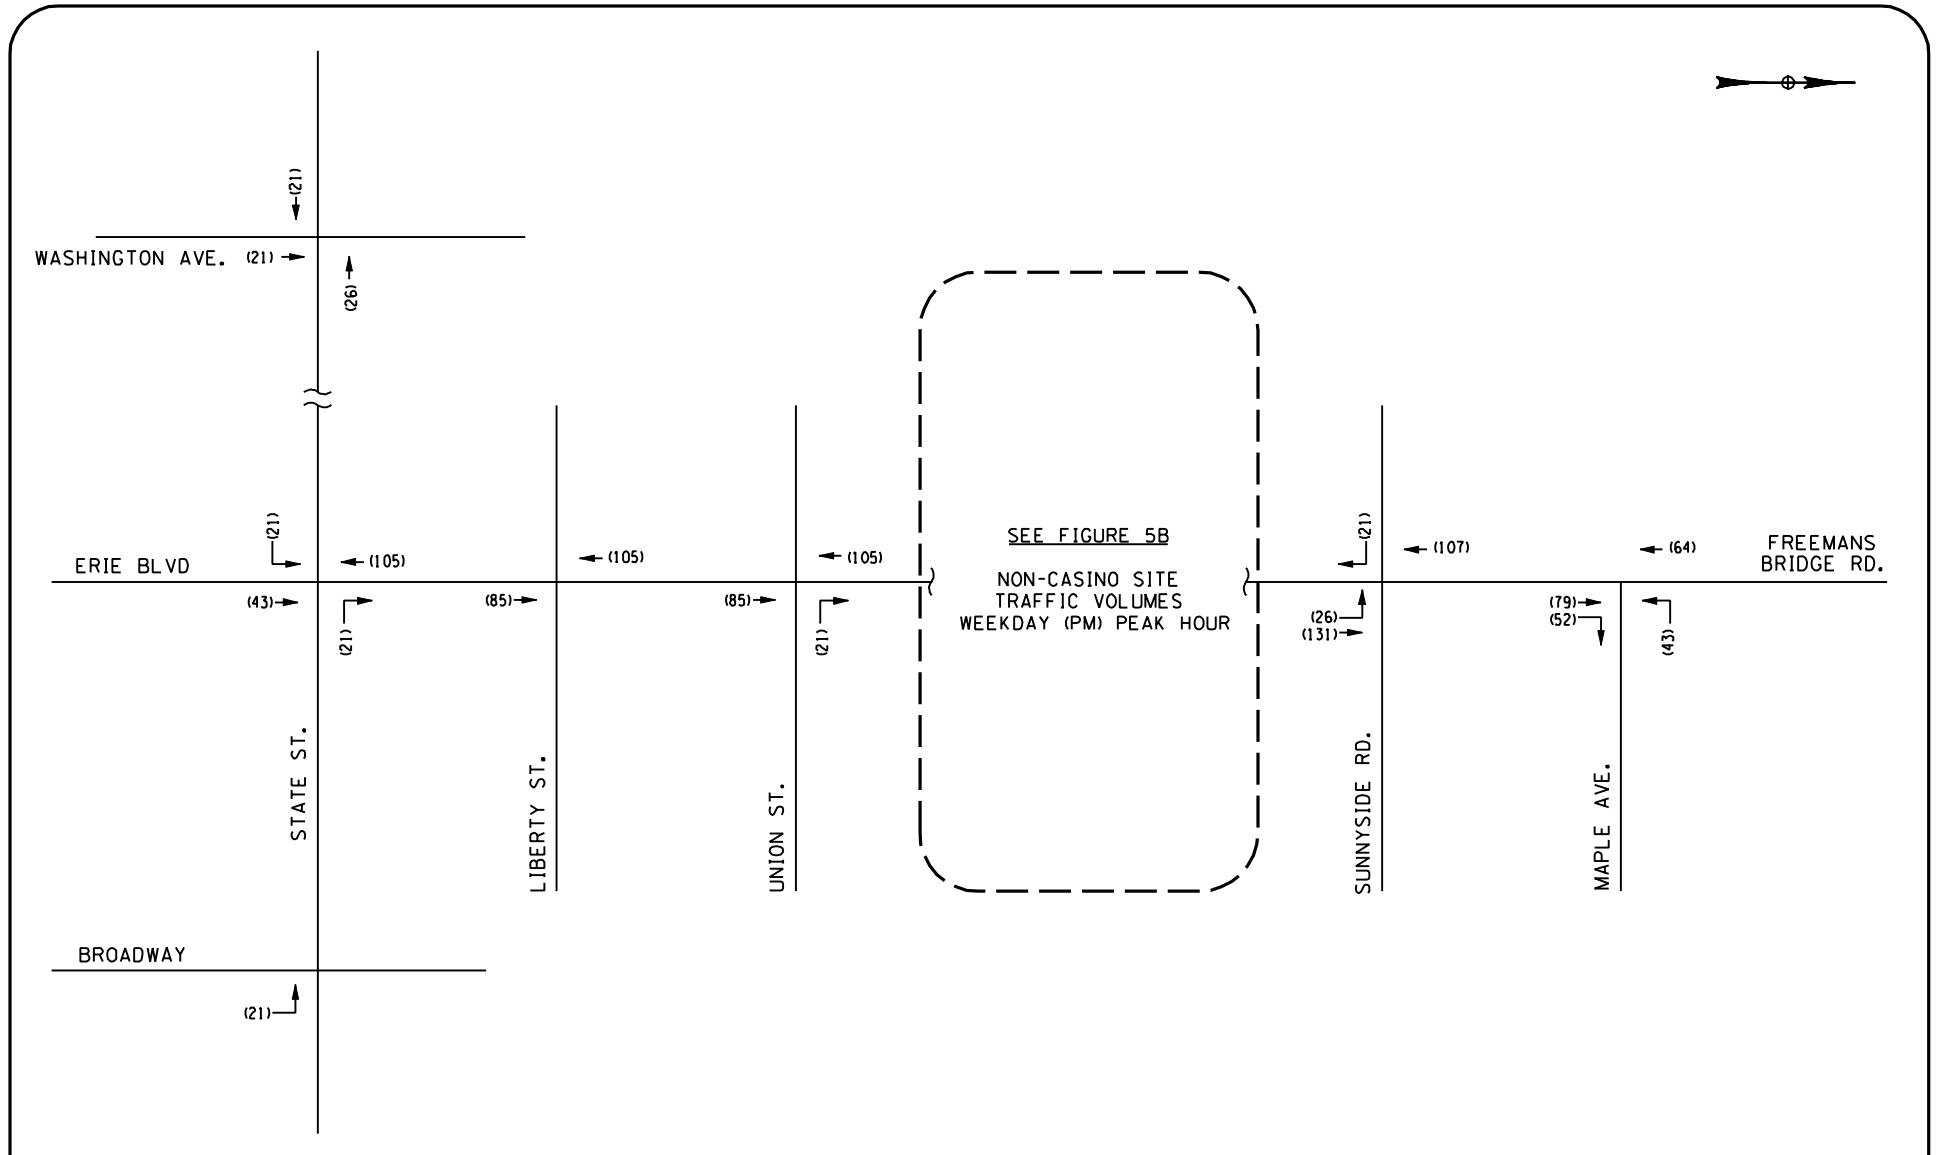 (21)
WASHINGTON AVE.
(21)
(26)
(21)
ERIE BLVD
(105)
(105)
(105)
(43)
(21)
(85)
(85)
(21)
SEE FIGURE 5B
NON-CASINO SITE
TRAFFIC VOLUMES
WEEKDAY (PM) PEAK HOUR
(21)
(107)
(64)
FREEMANS
BRIDGE RD.
(26)
(131)
(79)
(52)
(43)
STATE ST.
LIBERTY ST.
UNION ST.
SUNNYSIDE RD.
MAPLE AVE.
BROADWAY
(21)